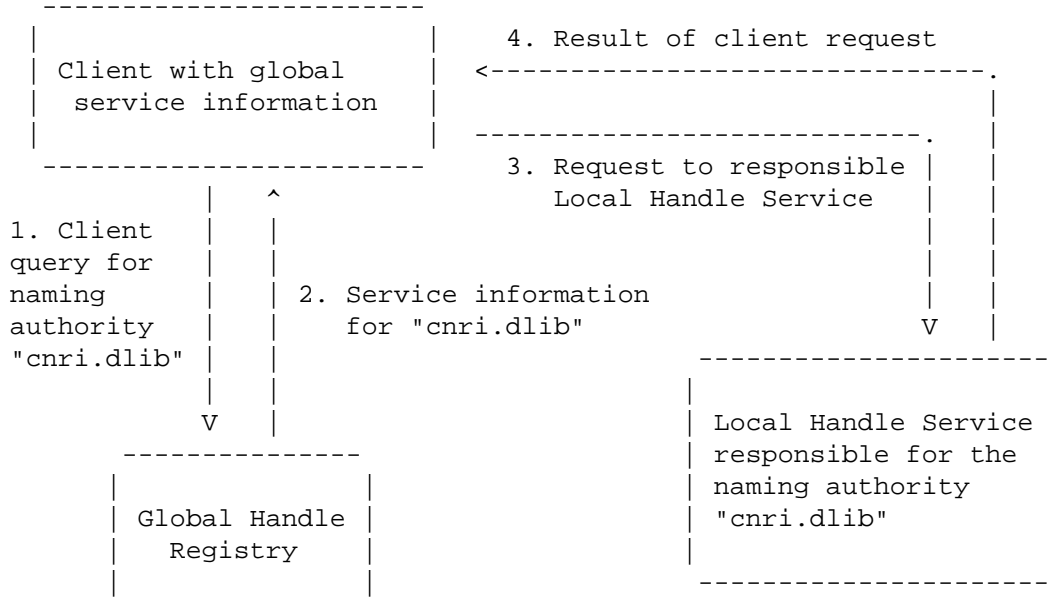 4. Result of client request
Client with global
service information
3. Request to responsible
Local Handle Service
1. Client
query for
naming
authority
"cnri.dlib"
2. Service information
for "cnri.dlib"
Local Handle Service
responsible for the
naming authority
"cnri.dlib"
Global Handle
Registry